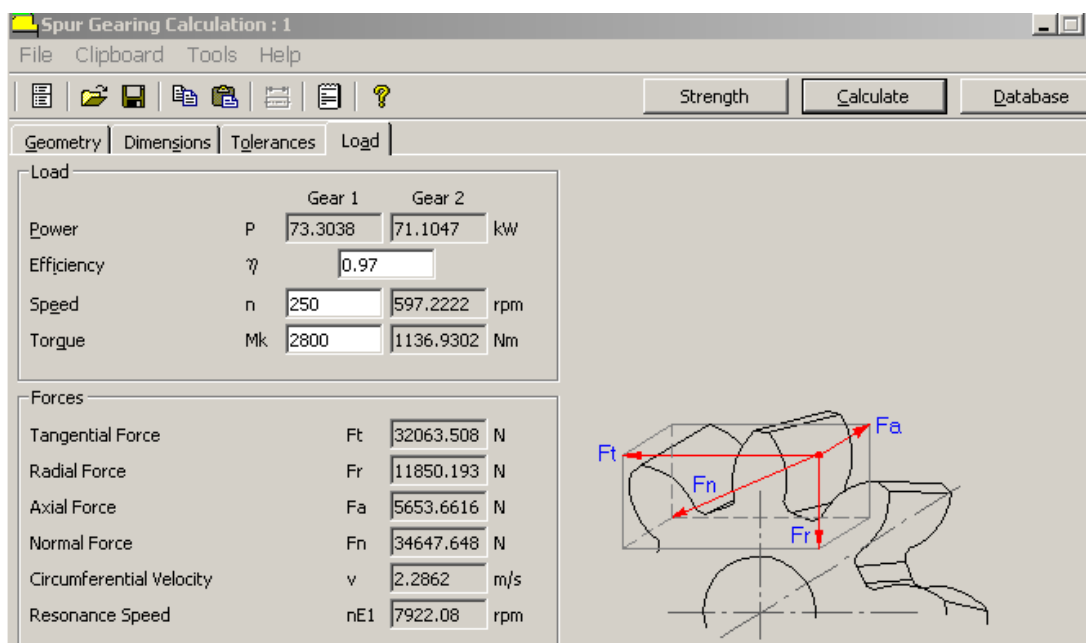 Spur Gearing Calculation : 1
File Clipboard Tools Help
Strength Calculate Database
Geometry Dimensions Tolerances Load
Load
Gear 1 Gear 2
Power P 73.3038 71.1047 kW
Efficiency η 0.97
Speed n 250 597.2222 rpm
Torque Mk 2800 1136.9302 Nm
Forces
Tangential Force Ft 32063.508 N
Radial Force Fr 11850.193 N
Axial Force Fa 5653.6616 N
Normal Force Fn 34647.648 N
Circumferential Velocity v 2.2862 m/s
Resonance Speed nE1 7922.08 rpm
Fa
Ft
Fn
Fr